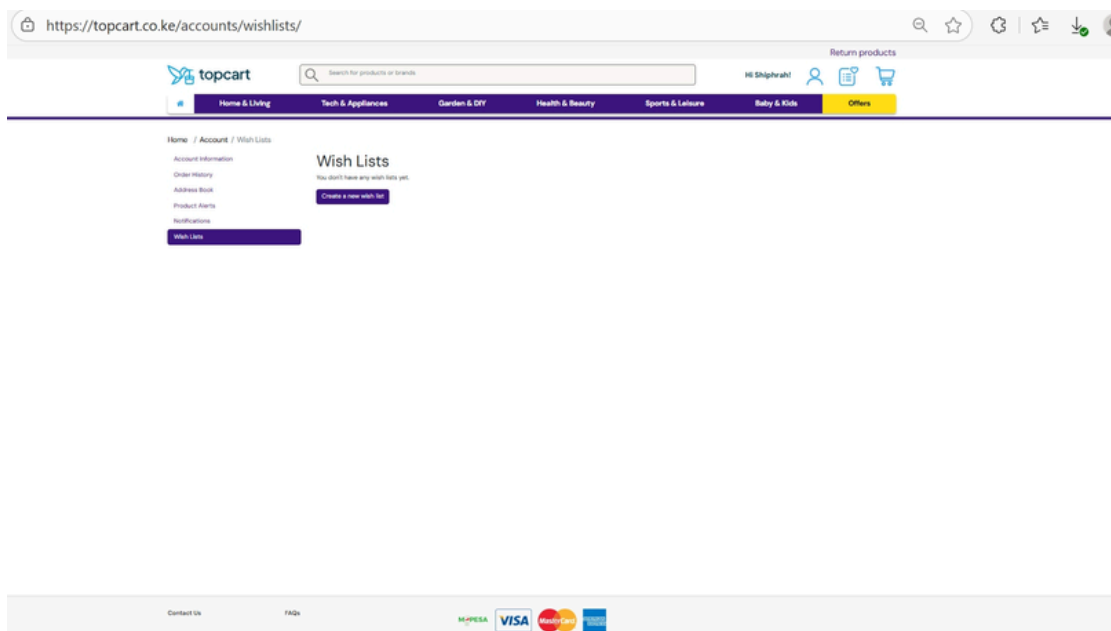 https://topcart.co.ke/accounts/wishlists/
Return products
topcart
Search for products or brands
Hi Shiphrah!
Home & Living
Tech & Appliances
Garden & DIY
Health & Beauty
Sports & Leisure
Baby & Kids
Offers
Home / Account / Wish Lists
Account Information
Order History
Address Book
Product Alerts
Notifications
Wish Lists
Wish Lists
You don't have any wish lists yet.
Create a new wish list
Contact Us
FAQs
M-PESA
VISA
MasterCard